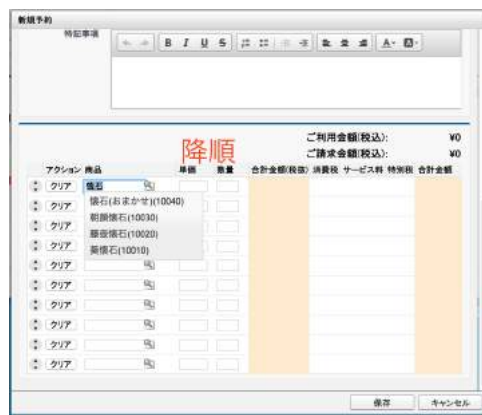 新規予約
特記事項
B I U S
ご利用金額(税込): ¥0
降順
ご請求金額(税込): ¥0
アクション 商品 単価 数量 合計金額(税抜) 消費税 サービス料 特別税 合計金額
クリア 懐石
懐石(おまかせ)(10040)
クリア
朝顔懐石(10030)
クリア
藤壺懐石(10020)
クリア
葵懐石(10010)
クリア
クリア
クリア
クリア
クリア
クリア
保存 キャンセル